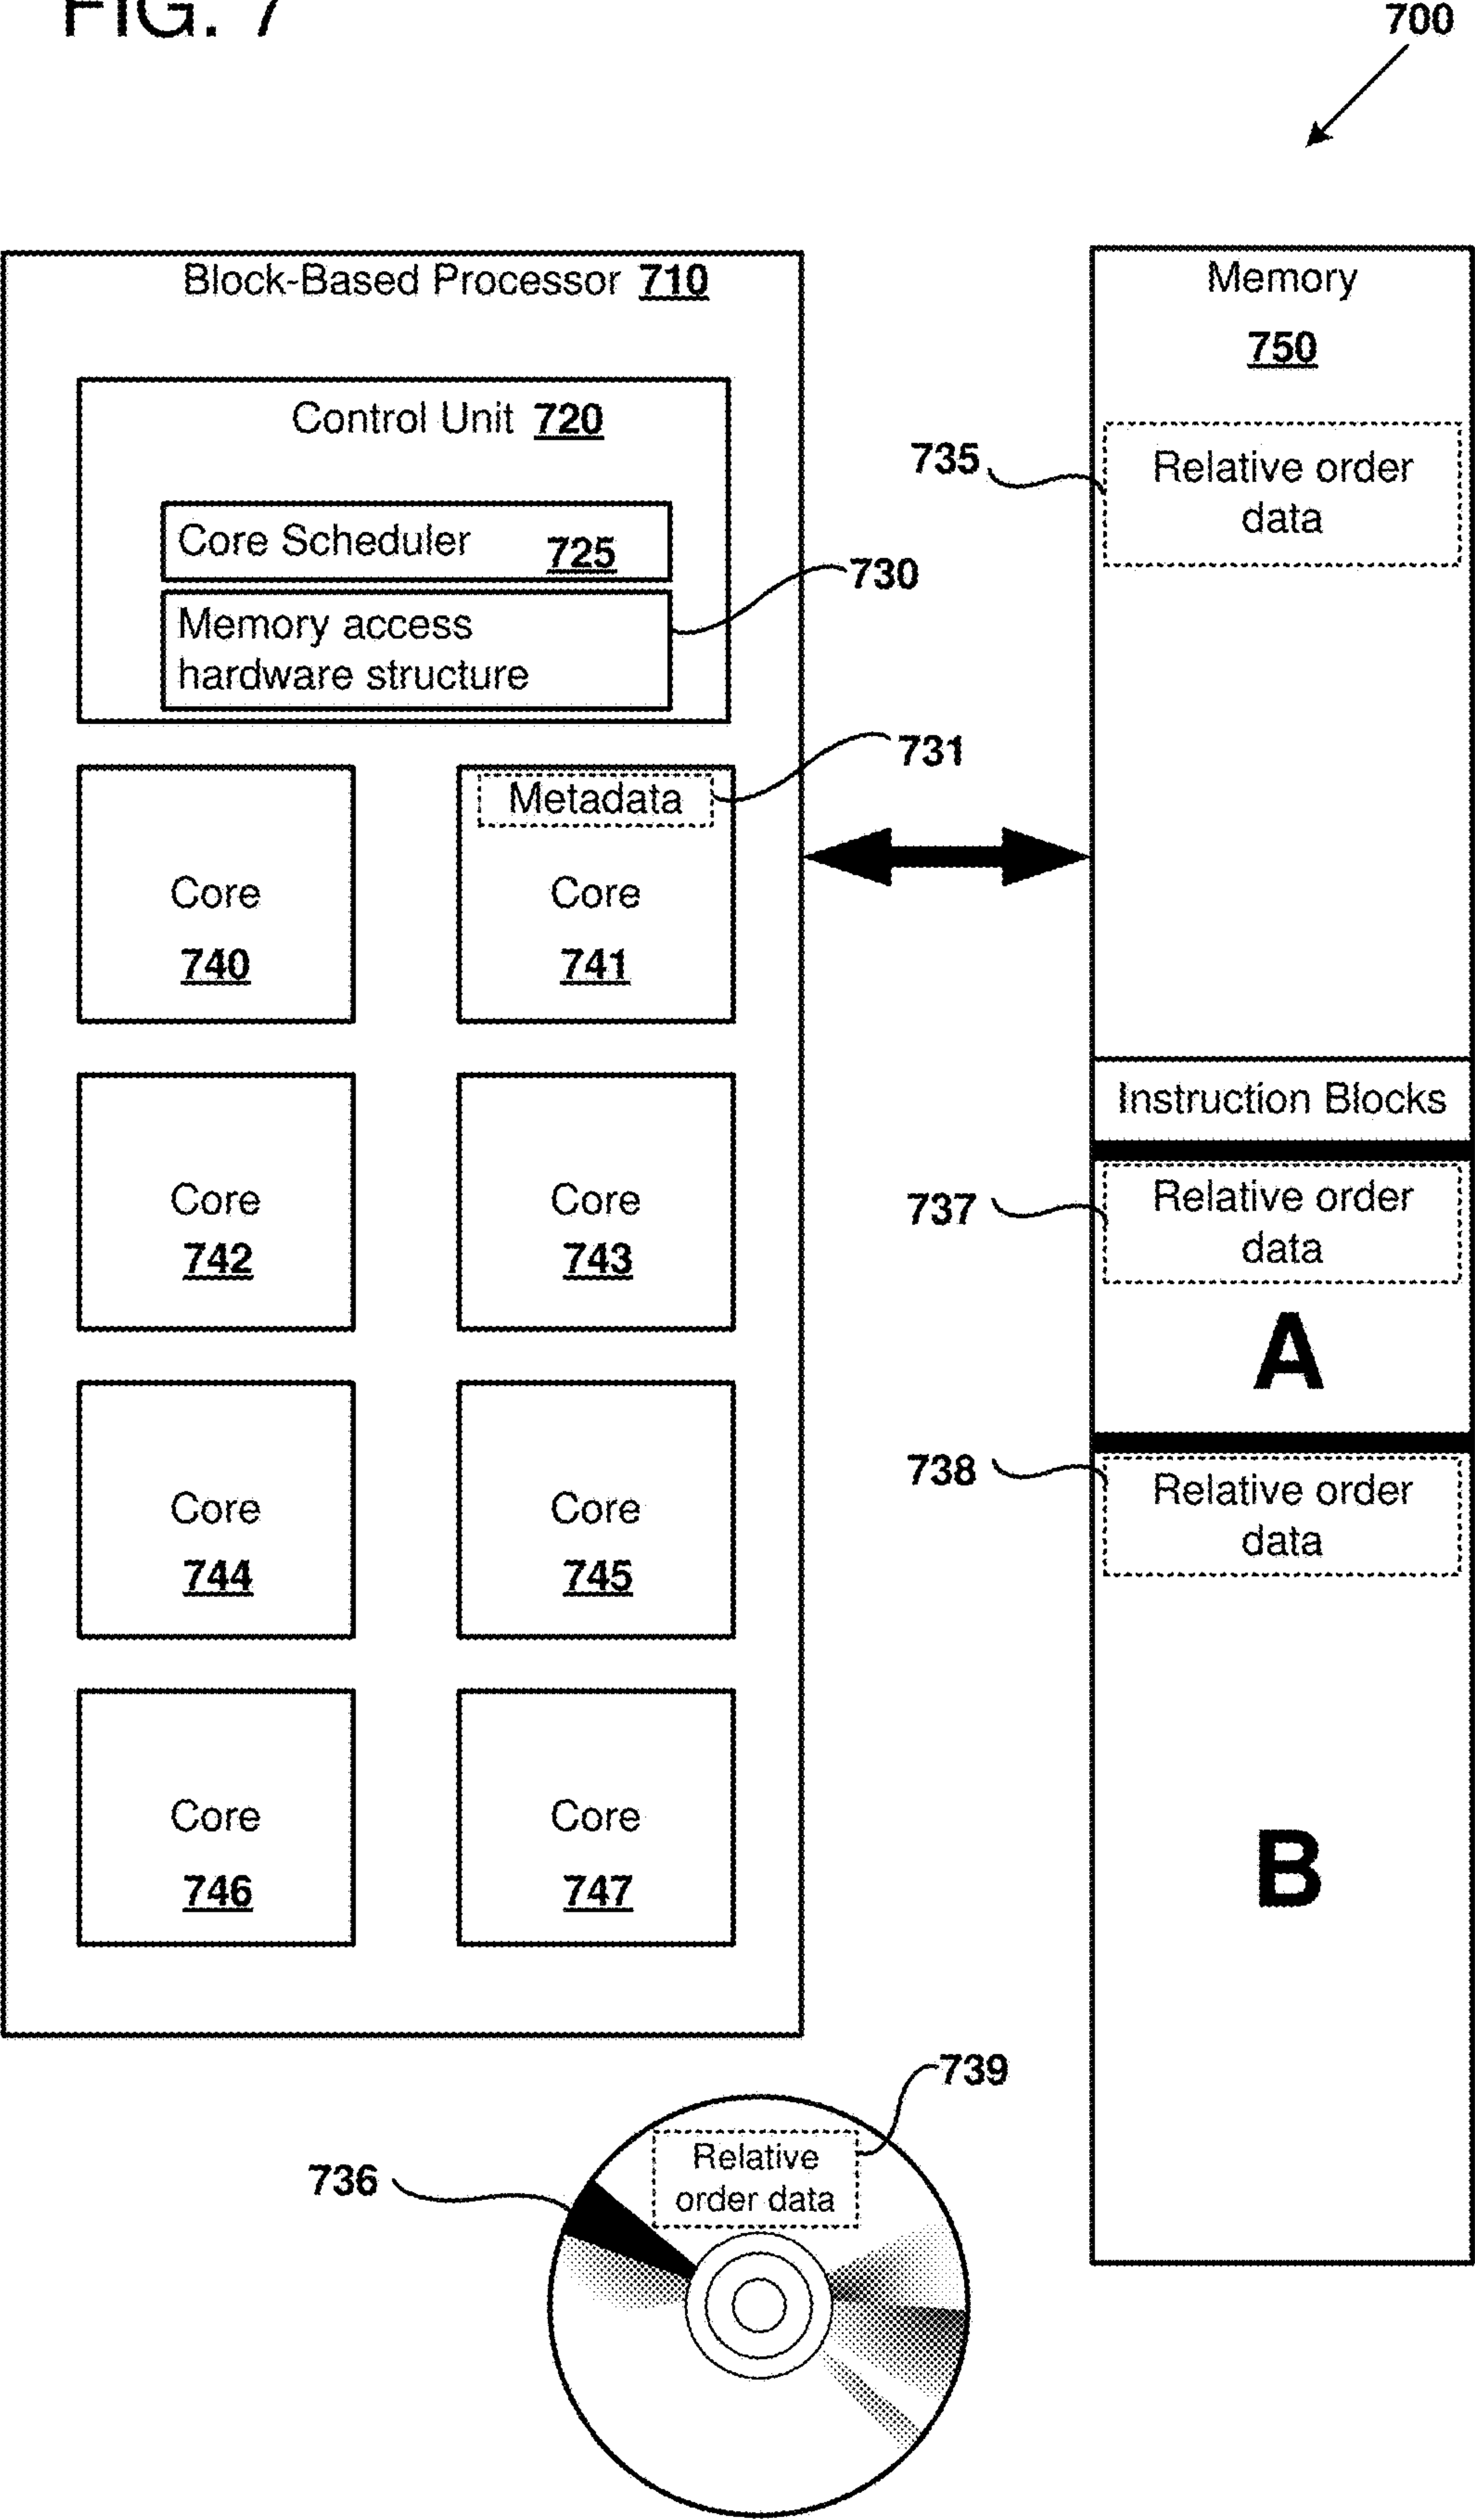 FIG. 7
700
Block-Based Processor 710
Control Unit 720
Core Scheduler 725
Memory access
hardware structure
730
731
Metadata
Core
740
Core
741
Core
742
Core
743
Core
744
Core
745
Core
746
Core
747
Memory
750
735
Relative order
data
Instruction Blocks
737
Relative order
data
A
738
Relative order
data
B
739
736
Relative
order data